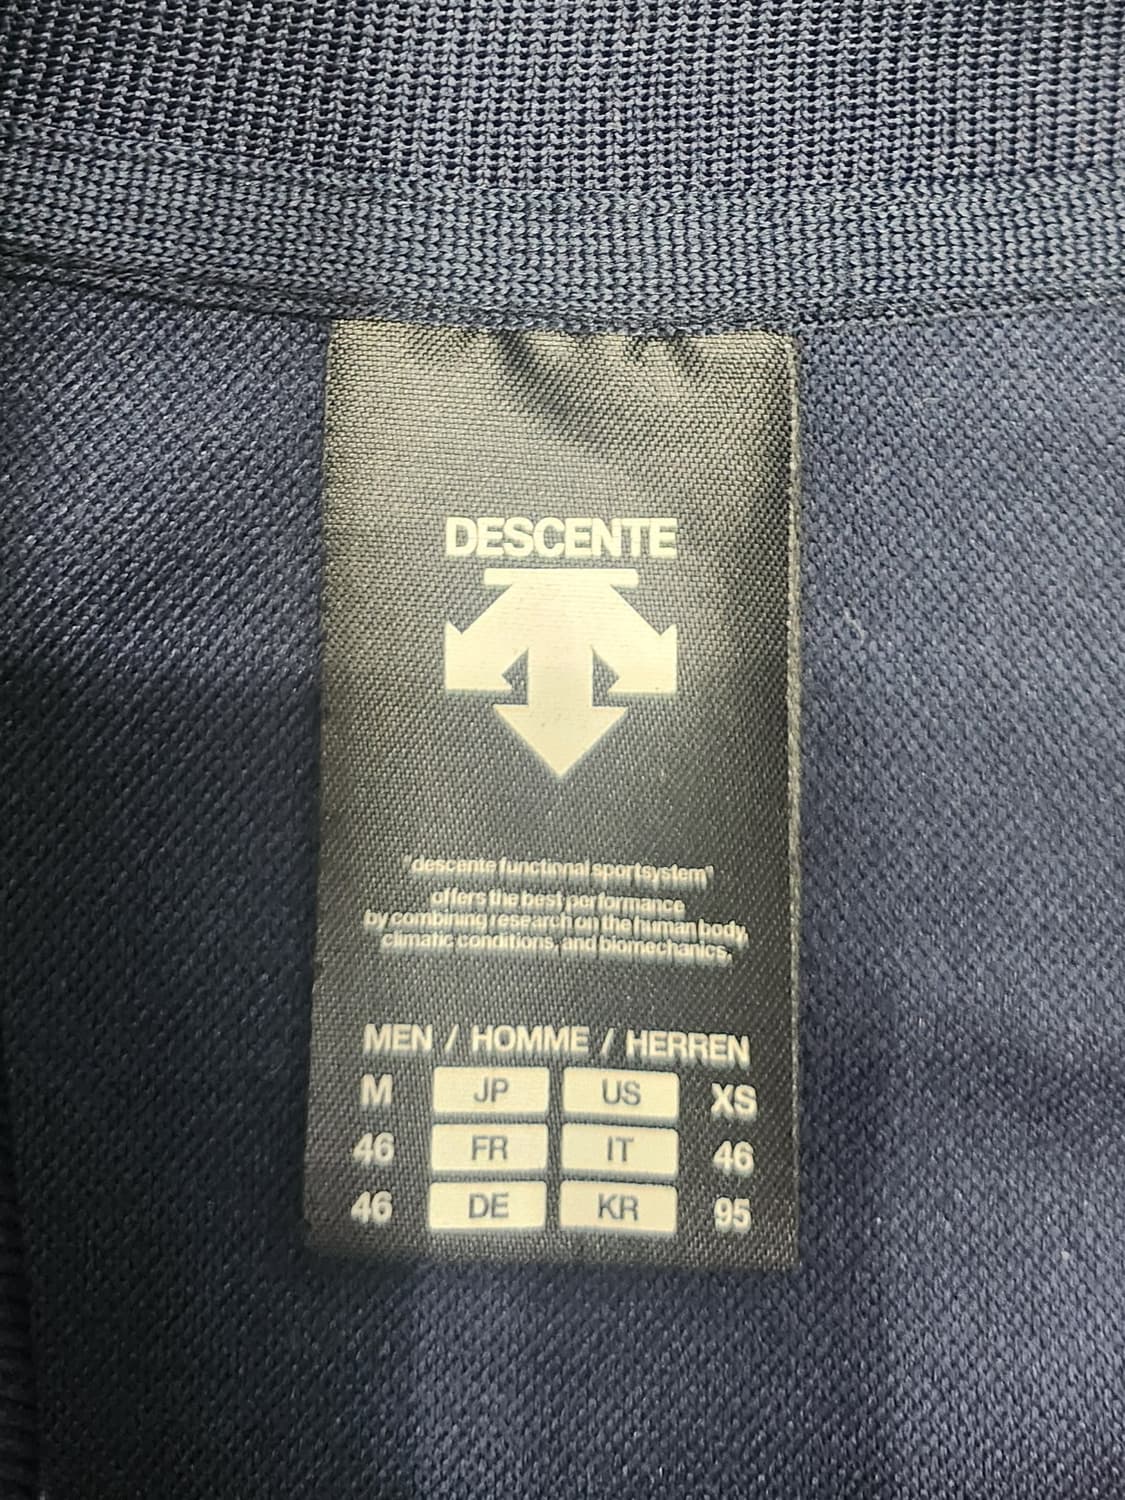 DESCENTE
"descente functional sportsystem"
offers the best performance
by combining research on the human body,
climatic conditions, and biomechanics.
MEN / HOMME / HERREN
M JP US XS
46 FR IT 46
46 DE KR 95